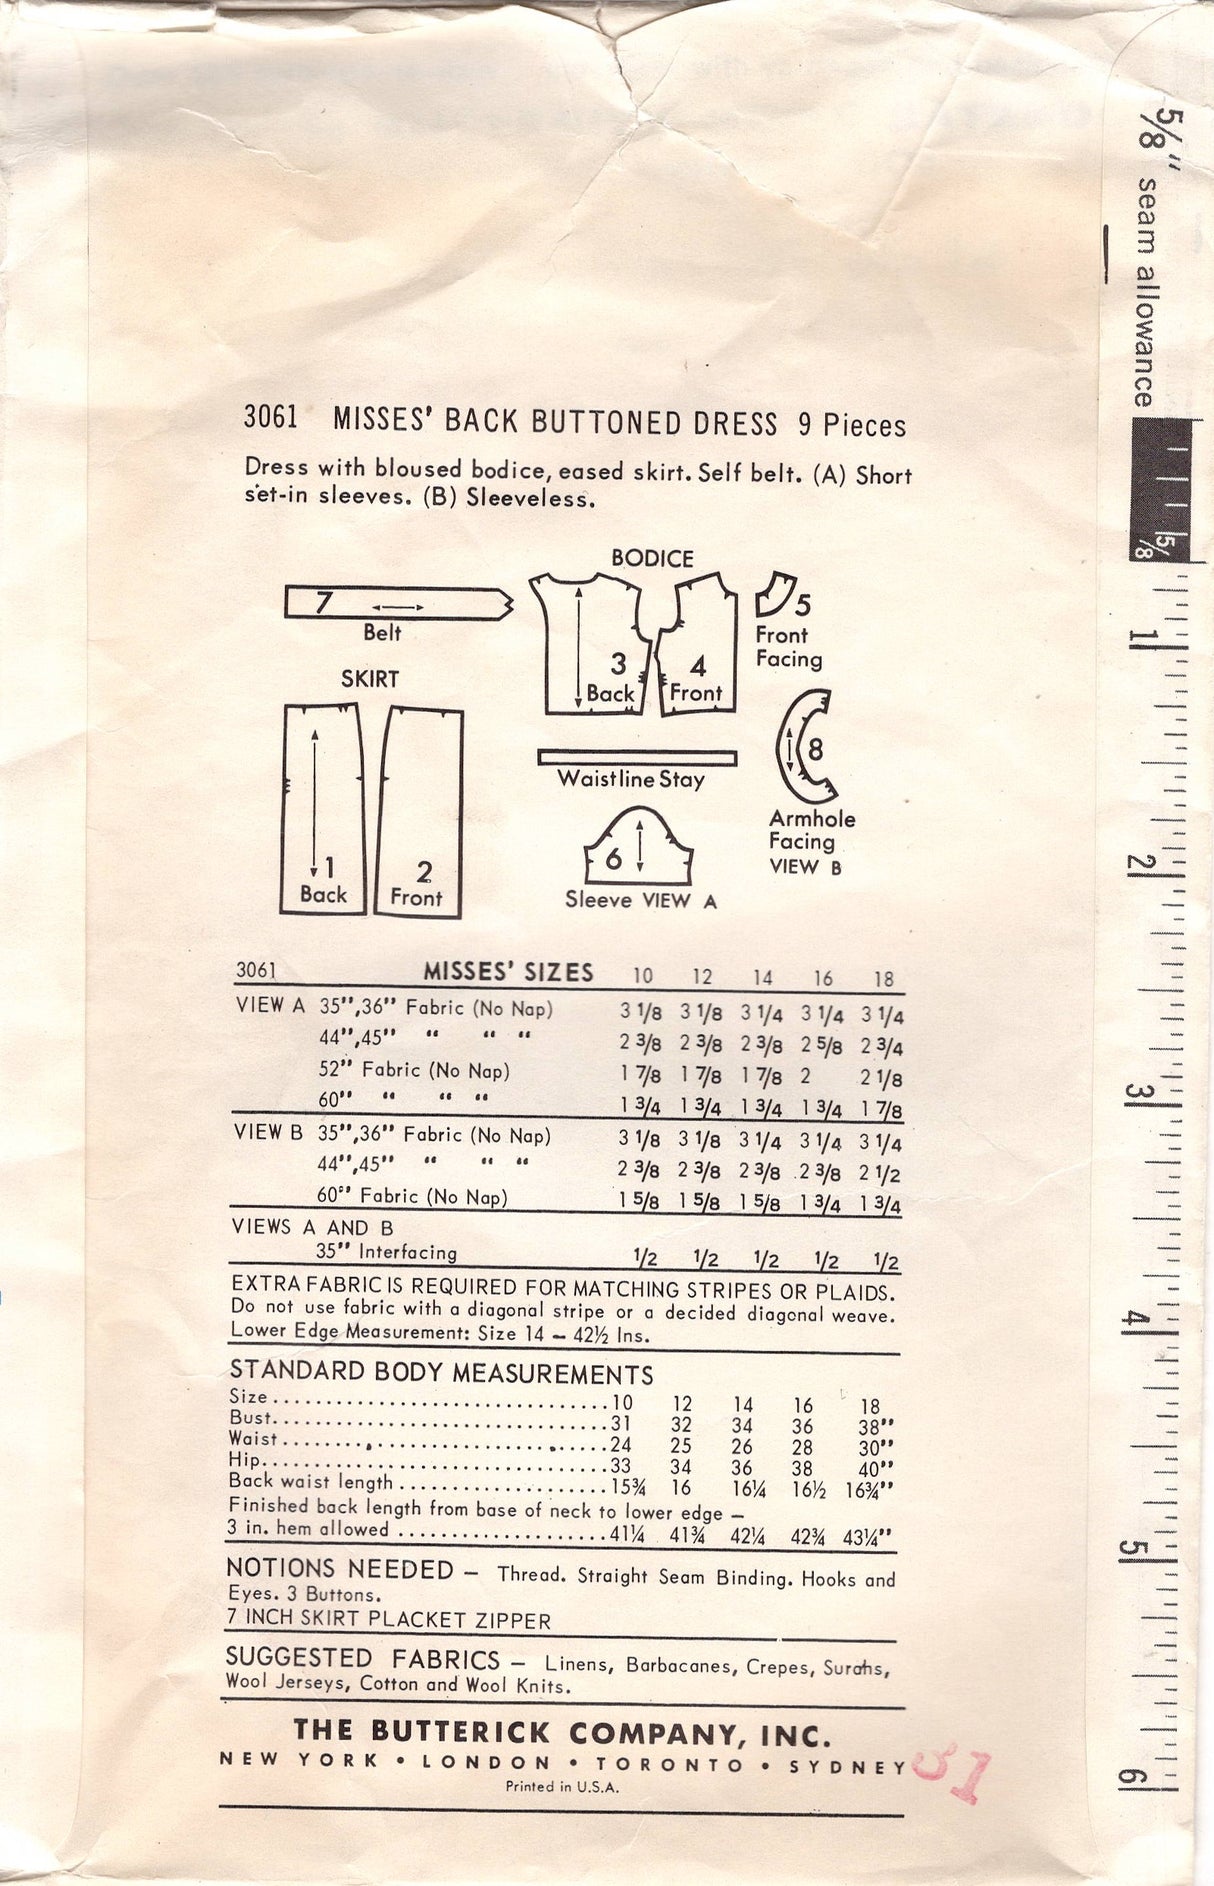 3061 MISSES' BACK BUTTONED DRESS 9 Pieces
Dress with bloused bodice, eased skirt. Self belt. (A) Short
set-in sleeves. (B) Sleeveless.
BODICE
7
Belt
3
Back
4
Front
5
Front
Facing
SKIRT
1
Back
2
Front
Waistline Stay
8
Armhole
Facing
VIEW B
6
Sleeve VIEW A
3061 MISSES' SIZES 10 12 14 16 18
VIEW A 35",36" Fabric (No Nap) 3 1/8 3 1/8 3 1/4 3 1/4 3 1/4
44",45" " " " 2 3/8 2 3/8 2 3/8 2 5/8 2 3/4
52" Fabric (No Nap) 1 7/8 1 7/8 1 7/8 2 2 1/8
60" " " " 1 3/4 1 3/4 1 3/4 1 3/4 1 7/8
VIEW B 35",36" Fabric (No Nap) 3 1/8 3 1/8 3 1/4 3 1/4 3 1/4
44",45" " " " 2 3/8 2 3/8 2 3/8 2 3/8 2 1/2
60" Fabric (No Nap) 1 5/8 1 5/8 1 5/8 1 3/4 1 3/4
VIEWS A AND B
35" Interfacing 1/2 1/2 1/2 1/2 1/2
EXTRA FABRIC IS REQUIRED FOR MATCHING STRIPES OR PLAIDS.
Do not use fabric with a diagonal stripe or a decided diagonal weave.
Lower Edge Measurement: Size 14 – 42½ Ins.
STANDARD BODY MEASUREMENTS
Size................................10 12 14 16 18
Bust................................31 32 34 36 38"
Waist...............................24 25 26 28 30"
Hip.................................33 34 36 38 40"
Back waist length ....................15¾ 16 16¼ 16½ 16¾"
Finished back length from base of neck to lower edge –
3 in. hem allowed ....................41¼ 41¾ 42¼ 42¾ 43¼"
NOTIONS NEEDED – Thread. Straight Seam Binding. Hooks and
Eyes. 3 Buttons.
7 INCH SKIRT PLACKET ZIPPER
SUGGESTED FABRICS – Linens, Barbacanes, Crepes, Surahs,
Wool Jerseys, Cotton and Wool Knits.
THE BUTTERICK COMPANY, INC.
NEW YORK • LONDON • TORONTO • SYDNEY
Printed in U.S.A.
31
5/8" seam allowance
5/8
1
2
3
4
5
6